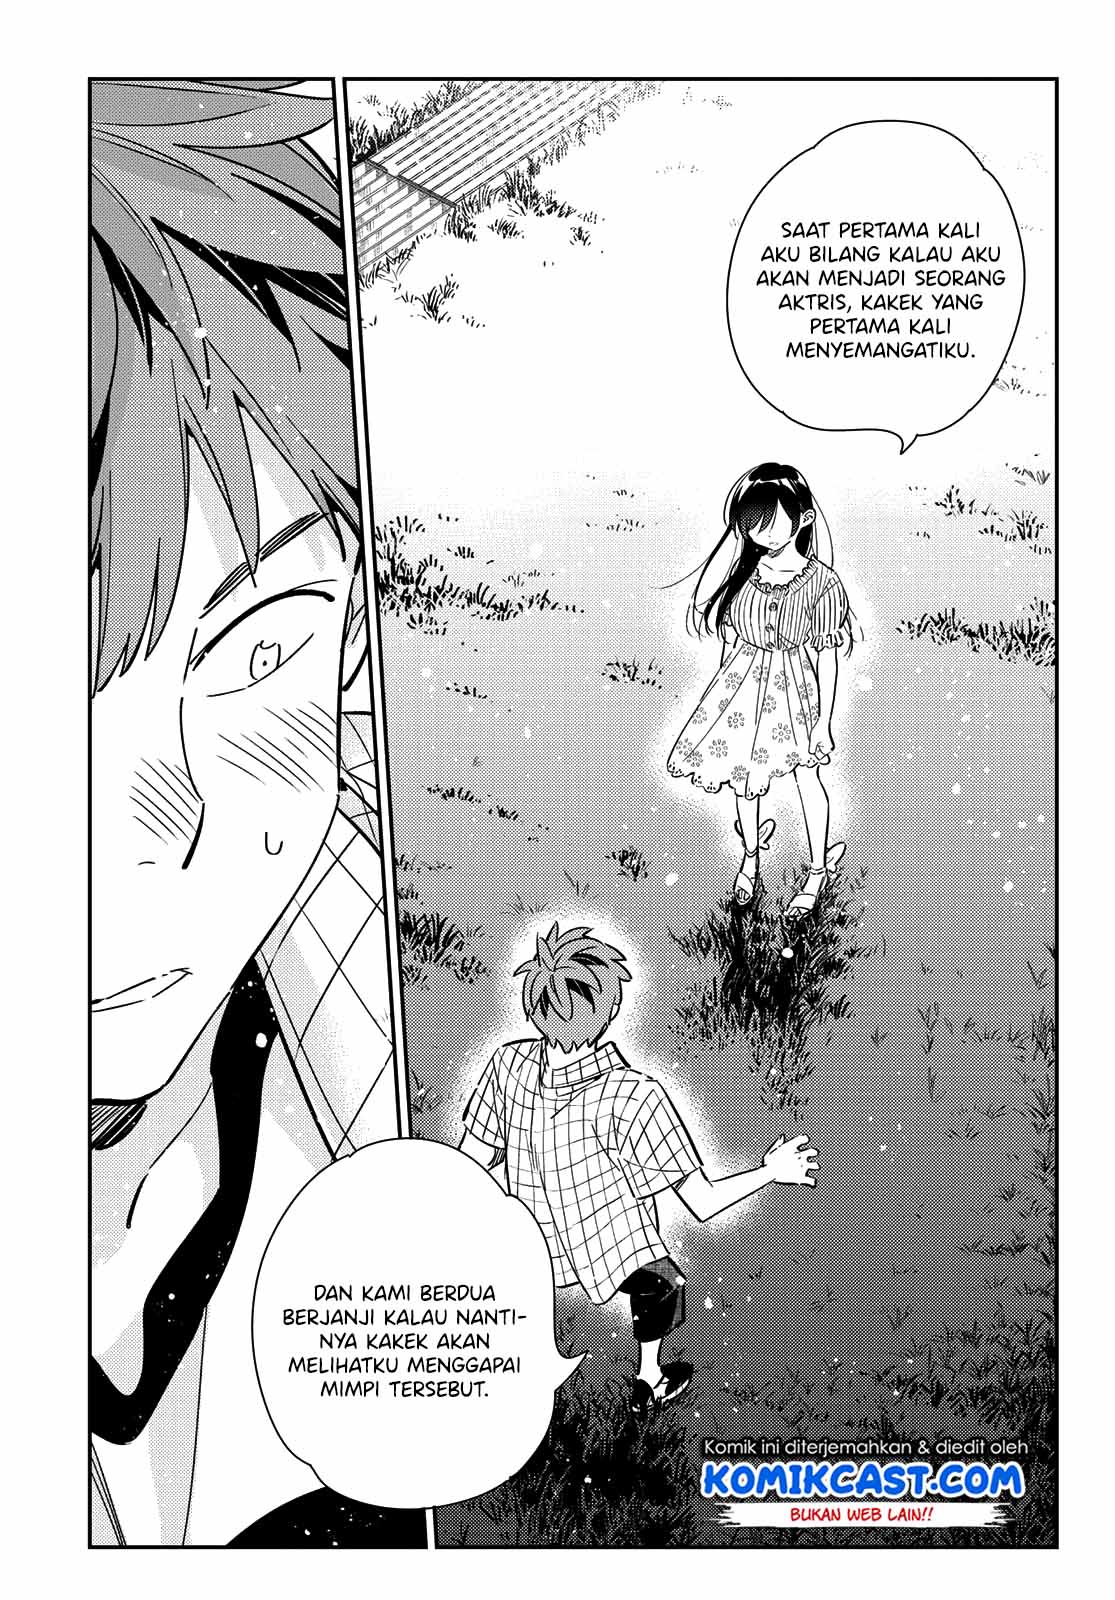 SAAT PERTAMA KALI
AKU BILANG KALAU AKU
AKAN MENJADI SEORANG
AKTRIS, KAKEK YANG
PERTAMA KALI
MENYEMANGATIKU.
DAN KAMI BERDUA
BERJANJI KALAU NANTI-
NYA KAKEK AKAN
MELIHATKU MENGGAPAI
MIMPI TERSEBUT.
Komik ini diterjemahkan & diedit oleh
KOMIKCAST.COM
BUKAN WEB LAIN!!